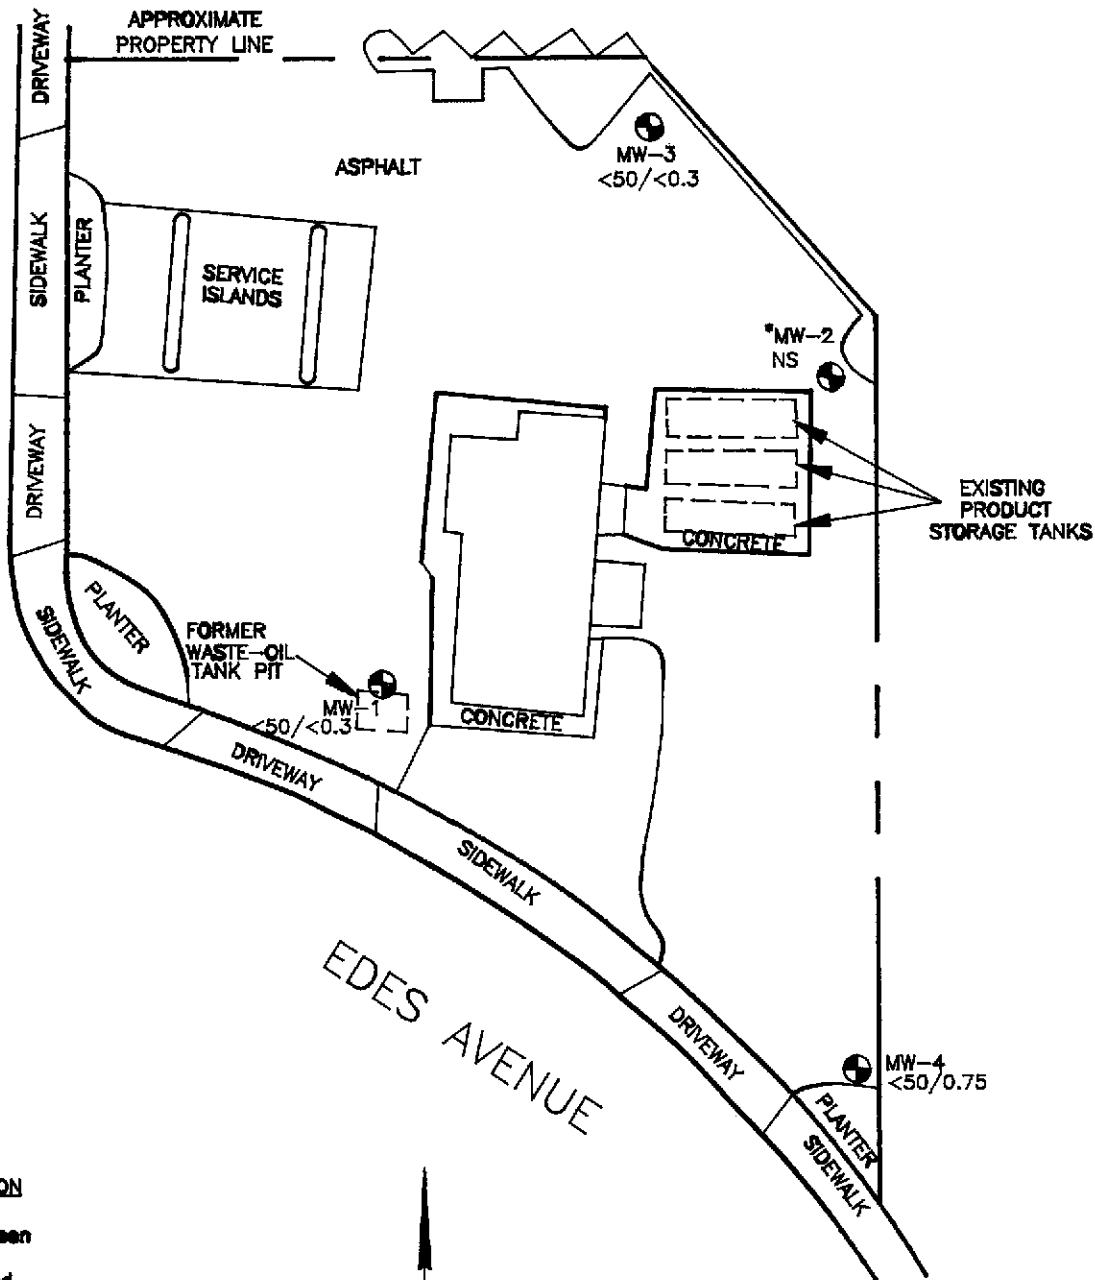 APPROXIMATE
PROPERTY LINE
DRIVEWAY
ASPHALT
MW-3
<50/<0.3
SIDEWALK
PLANTER
SERVICE
ISLANDS
*MW-2
NS
DRIVEWAY
EXISTING
PRODUCT
STORAGE TANKS
CONCRETE
PLANTER
SIDEWALK
FORMER
WASTE-OIL
TANK PIT
MW-1
<50/<0.3
CONCRETE
DRIVEWAY
SIDEWALK
EDES AVENUE
DRIVEWAY
MW-4
<50/0.75
PLANTER
SIDEWALK
ON